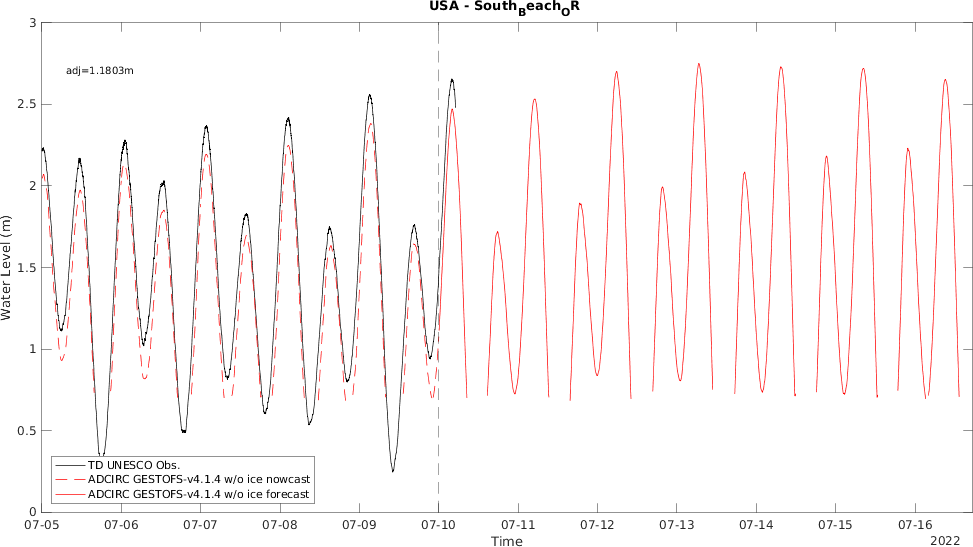 USA - South_Beach_OR
3
adj=1.1803m
2.5
2
1.5
1
0.5
0
Water Level (m)
TD UNESCO Obs.
ADCIRC GESTOFS-v4.1.4 w/o ice nowcast
ADCIRC GESTOFS-v4.1.4 w/o ice forecast
07-05 07-06 07-07 07-08 07-09 07-10 07-11 07-12 07-13 07-14 07-15 07-16
Time
2022